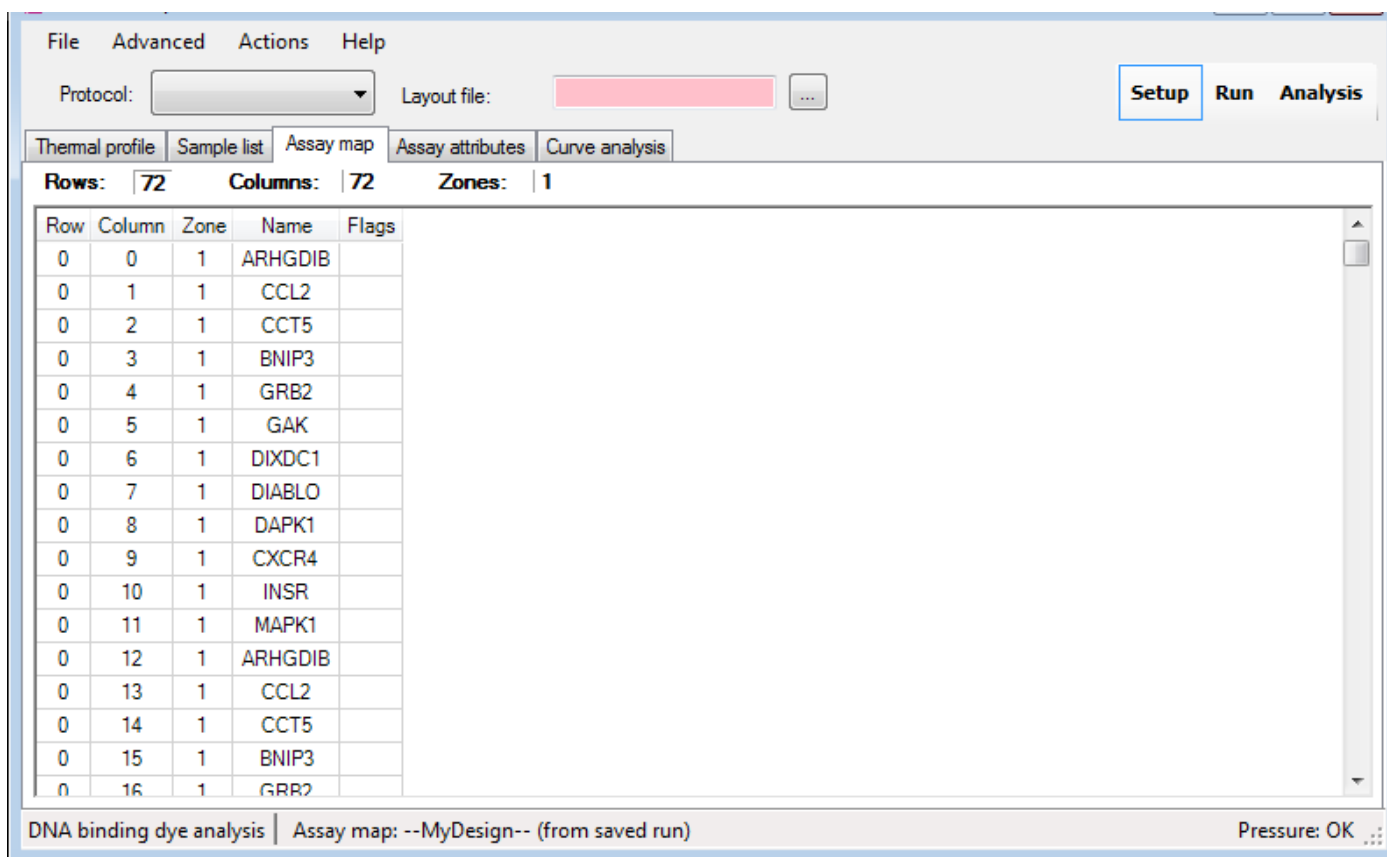 File Advanced Actions Help
Protocol: Layout file: ... Setup Run Analysis
Thermal profile Sample list Assay map Assay attributes Curve analysis
Rows: 72 Columns: 72 Zones: 1
Row Column Zone Name Flags
0 0 1 ARHGDIB
0 1 1 CCL2
0 2 1 CCT5
0 3 1 BNIP3
0 4 1 GRB2
0 5 1 GAK
0 6 1 DIXDC1
0 7 1 DIABLO
0 8 1 DAPK1
0 9 1 CXCR4
0 10 1 INSR
0 11 1 MAPK1
0 12 1 ARHGDIB
0 13 1 CCL2
0 14 1 CCT5
0 15 1 BNIP3
0 16 1 GRB2
DNA binding dye analysis Assay map: --MyDesign-- (from saved run) Pressure: OK